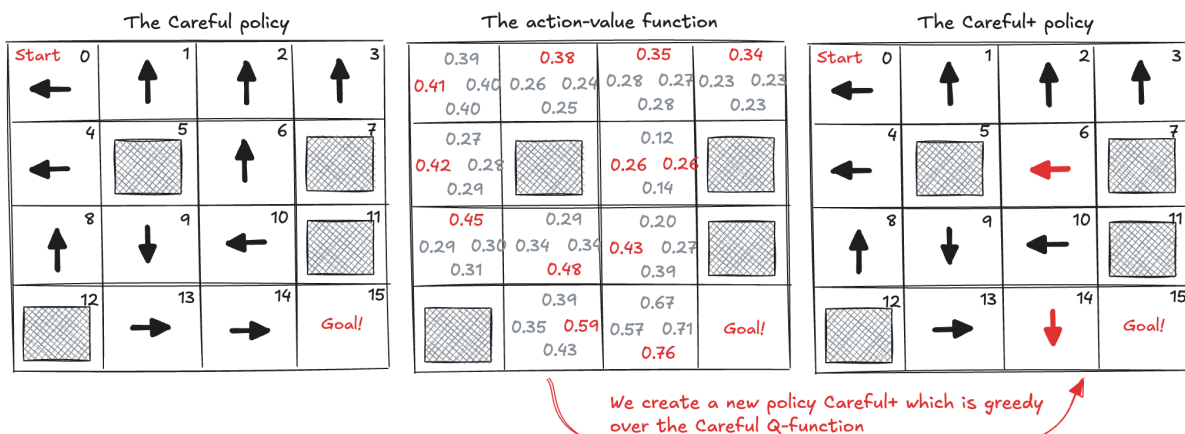 The Careful policy
The action-value function
The Careful+ policy
Start 0 1 2 3
4 5 6 7
8 9 10 11
12 13 14 15
Goal!
0.39 0.38 0.35 0.34
0.41 0.40 0.26 0.24 0.28 0.27 0.23 0.23
0.40 0.25 0.28 0.23
0.27 0.12
0.42 0.28 0.26 0.26
0.29 0.14
0.45 0.29 0.20
0.29 0.30 0.34 0.34 0.43 0.27
0.31 0.48 0.39
0.39 0.67
0.35 0.59 0.57 0.71 Goal!
0.43 0.76
Start 0 1 2 3
4 5 6 7
8 9 10 11
12 13 14 15
Goal!
We create a new policy Careful+ which is greedy
over the Careful Q-function